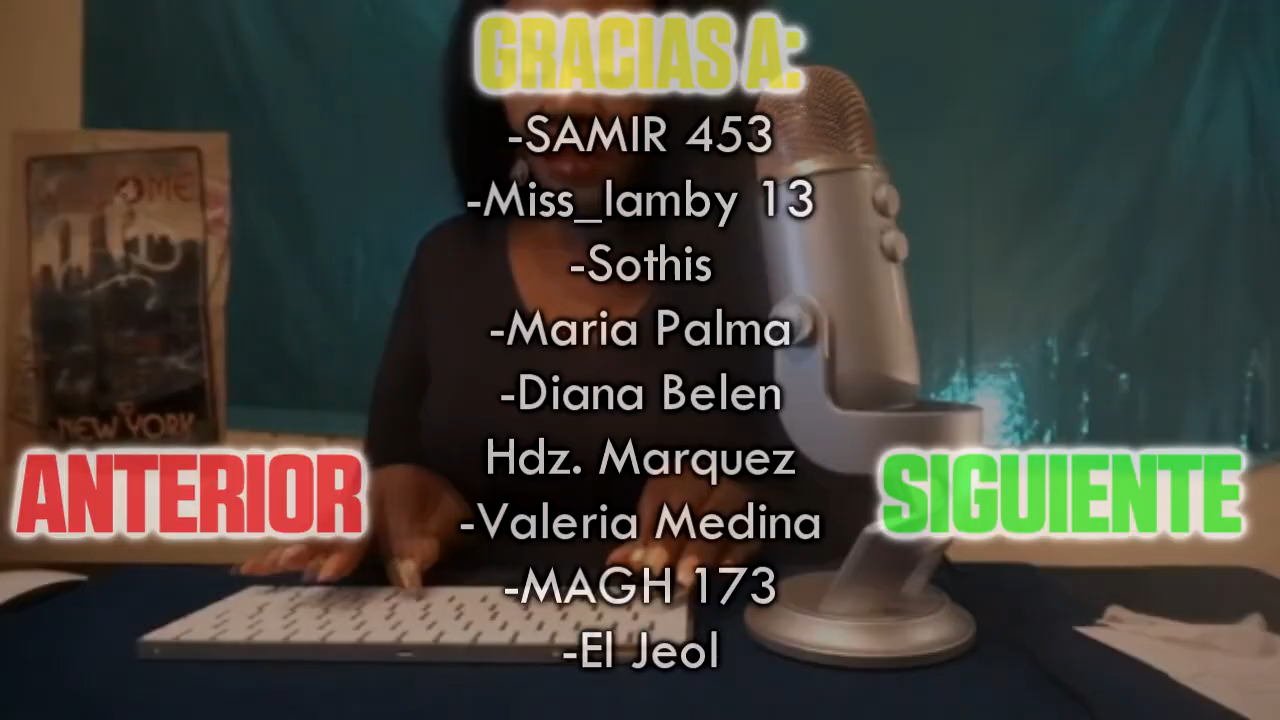 GRACIAS A:
-SAMIR 453
-Miss_lamby 13
-Sothis
-Maria Palma
-Diana Belen
Hdz. Marquez
-Valeria Medina
-MAGH 173
-El Jeol
ANTERIOR
SIGUIENTE
NEW YORK